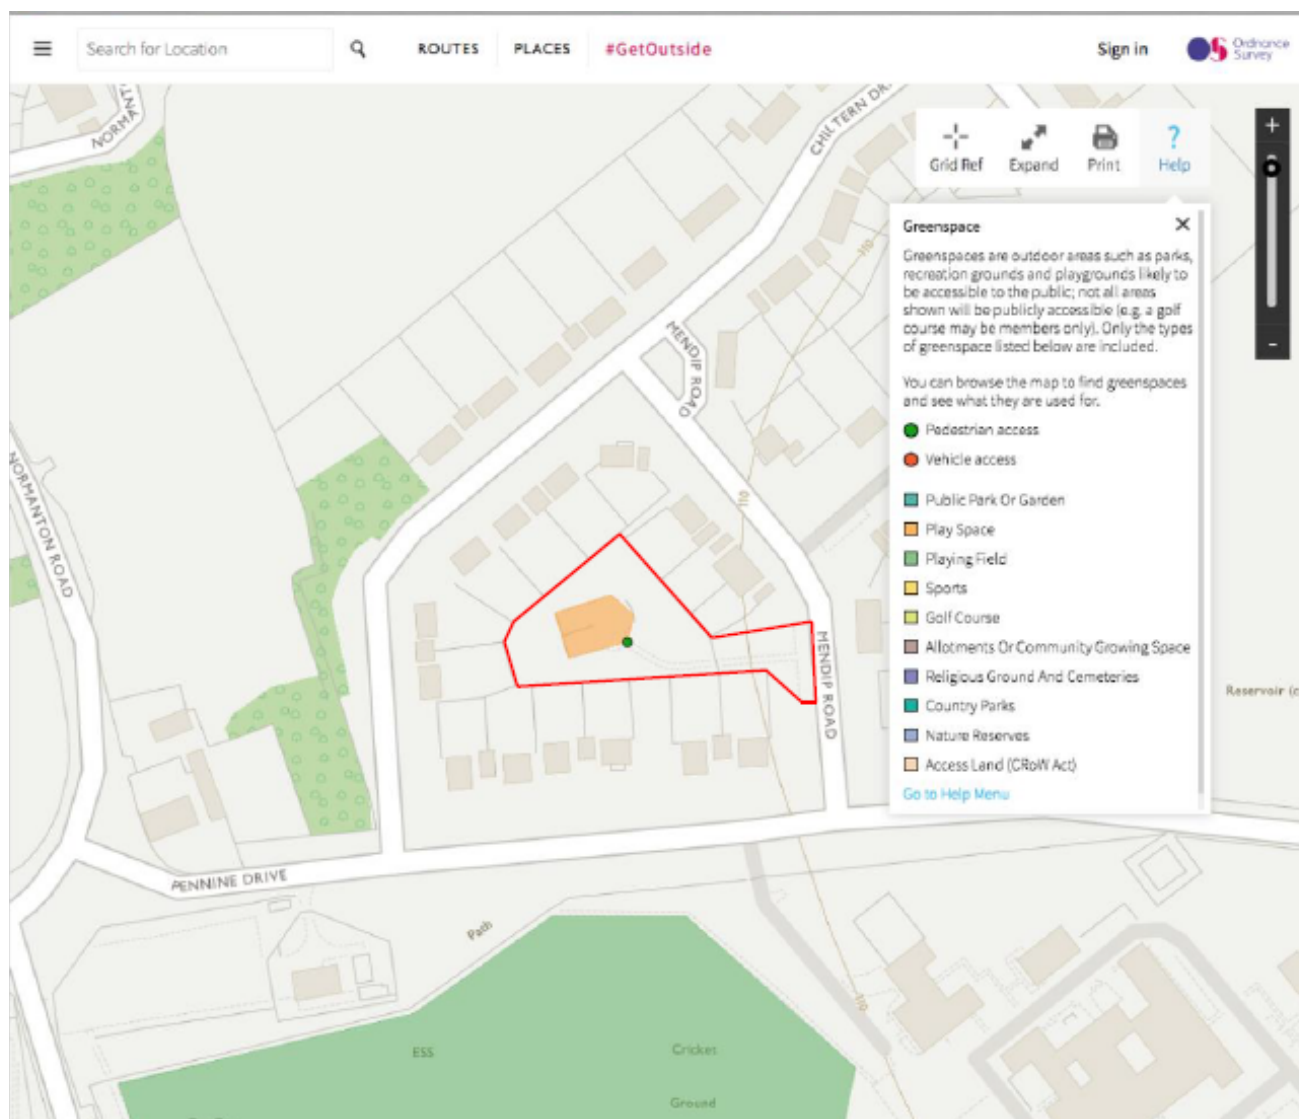 Search for Location
ROUTES
PLACES
#GetOutside
Sign in
Ordnance
Survey
CHILTERN DR
Grid Ref
Expand
Print
?
Help
+
-
Greenspace
Greenspaces are outdoor areas such as parks,
recreation grounds and playgrounds likely to
be accessible to the public; not all areas
shown will be publicly accessible (e.g. a golf
course may be members only). Only the types
of greenspace listed below are included.
You can browse the map to find greenspaces
and see what they are used for.
Pedestrian access
Vehicle access
Public Park Or Garden
Play Space
Playing Field
Sports
Golf Course
Allotments Or Community Growing Space
Religious Ground And Cemeteries
Country Parks
Nature Reserves
Access Land (CRoW Act)
Go to Help Menu
NORMA
NT
110
MENDIP ROAD
110
NORMANTON ROAD
MENDIP ROAD
Reservoir (c
PENNINE DRIVE
Path
110
ESS
Cricket
Ground